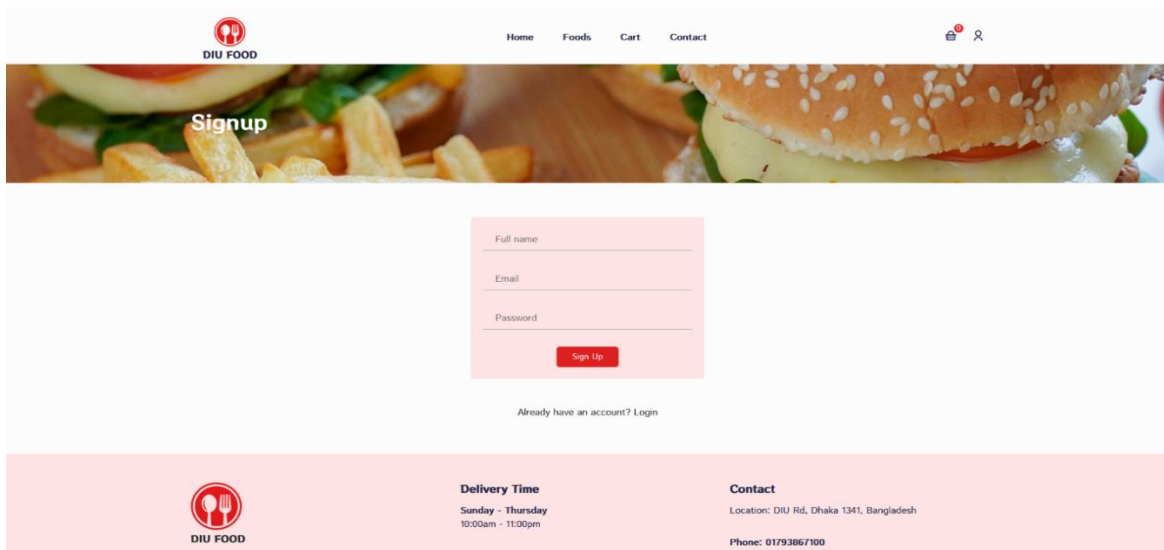 DIU FOOD
Home Foods Cart Contact
0
Signup
Full name
Email
Password
Sign Up
Already have an account? Login
DIU FOOD
Delivery Time
Sunday - Thursday
10:00am - 11:00pm
Contact
Location: DIU Rd, Dhaka 1341, Bangladesh
Phone: 01793867100